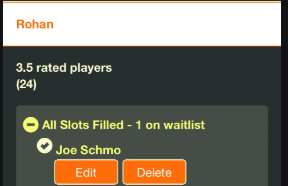 Rohan
3.5 rated players
(24)
All Slots Filled - 1 on waitlist
Joe Schmo
Edit Delete